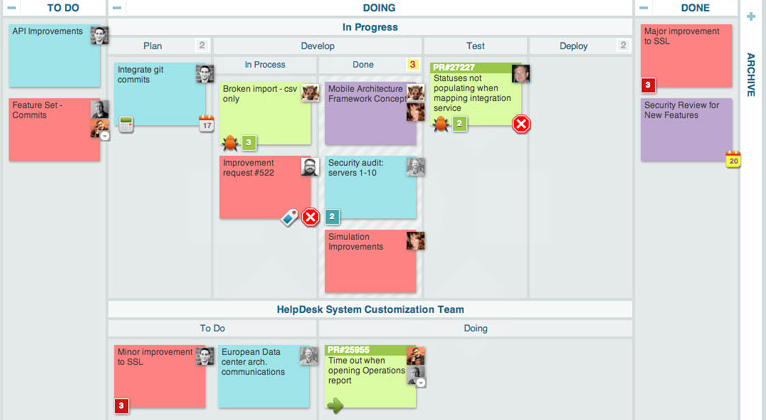 TO DO
DOING
DONE
In Progress
Plan
2
Develop
Test
Deploy
2
In Process
Done
3
API Improvements
Feature Set -
Commits
Integrate git
commits
17
Broken import - csv
only
3
Improvement
request #522
Mobile Architecture
Framework Concept
Security audit:
servers 1-10
2
Simulation
Improvements
PR#27227
Statuses not
populating when
mapping integration
service
2
Major improvement
to SSL
3
Security Review for
New Features
20
ARCHIVE
HelpDesk System Customization Team
To Do
Doing
Minor improvement
to SSL
3
European Data
center arch.
communications
PR#25955
Time out when
opening Operations
report